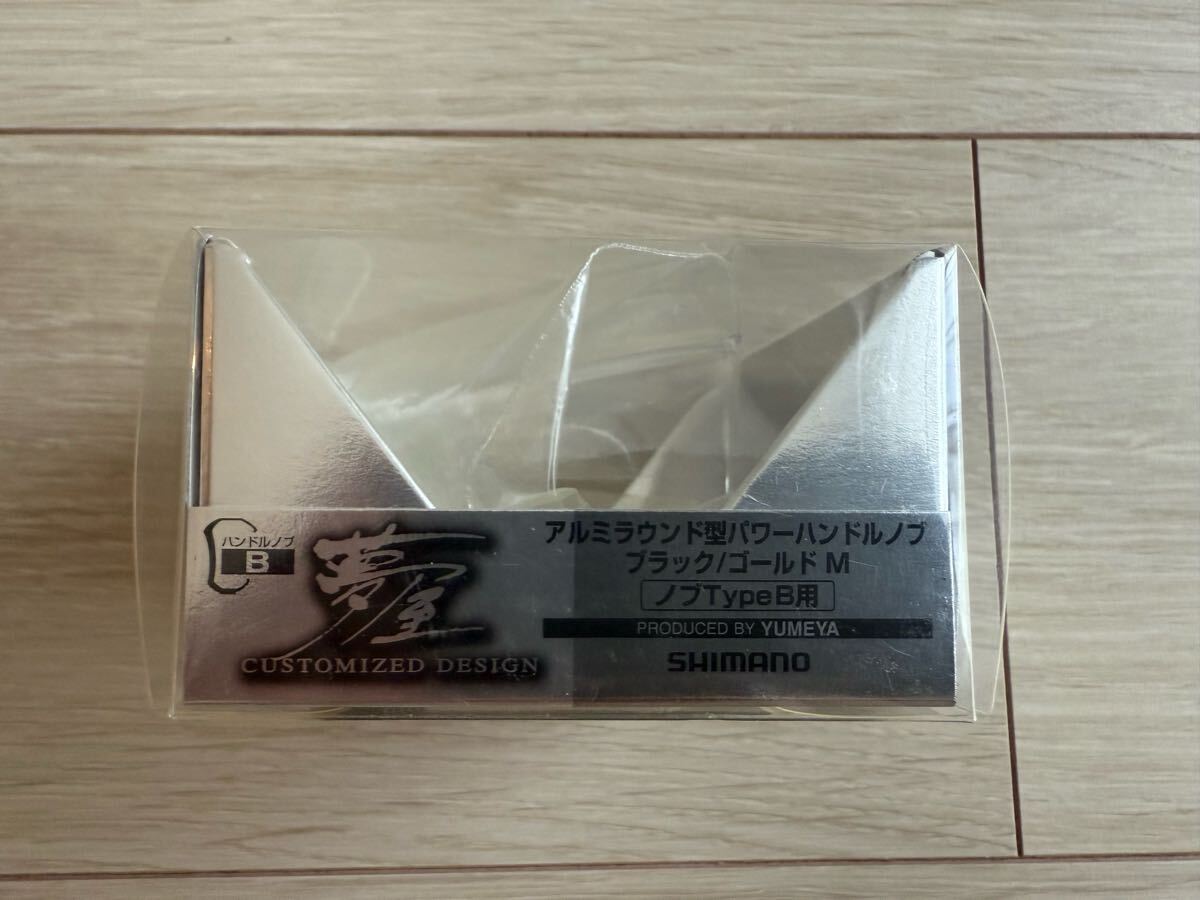 ハンドルノブ
B
夢屋
CUSTOMIZED DESIGN
アルミラウンド型パワーハンドルノブ
ブラック/ゴールド M
ノブTypeB用
PRODUCED BY YUMEYA
SHIMANO